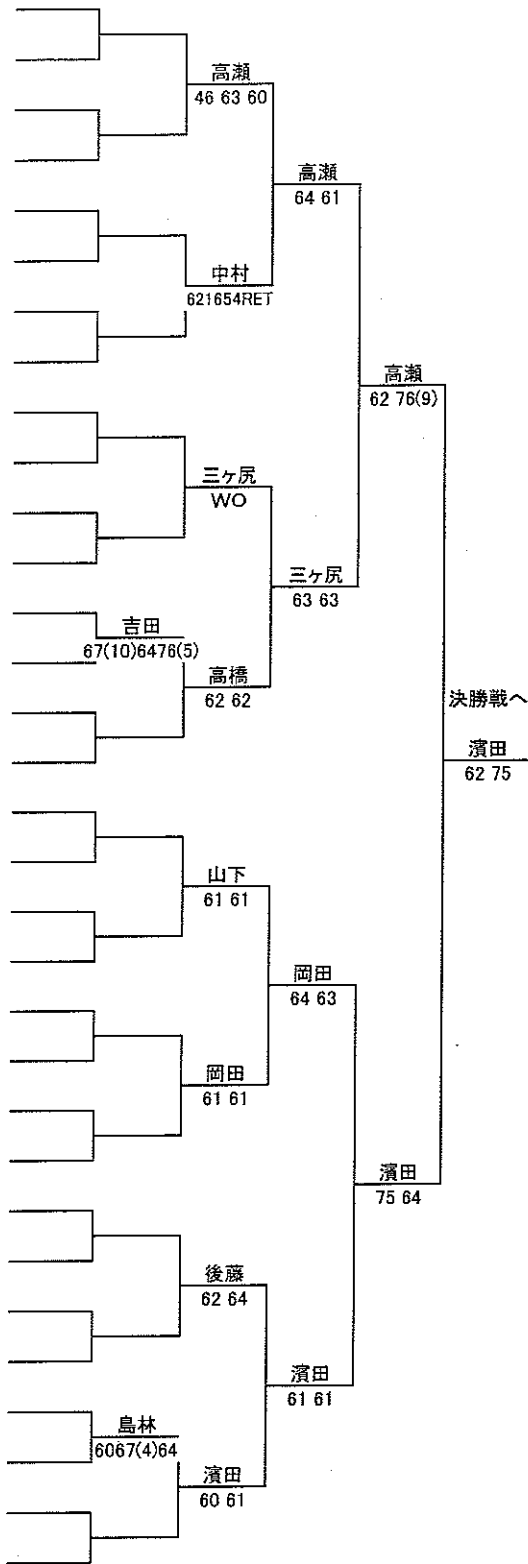 高瀬
46 63 60
高瀬
64 61
中村
621654RET
高瀬
62 76(9)
三ヶ尻
WO
三ヶ尻
63 63
吉田
67(10)6476(5)
高橋
62 62
決勝戦へ
濱田
62 75
山下
61 61
岡田
64 63
岡田
61 61
濱田
75 64
後藤
62 64
濱田
61 61
島林
6067(4)64
濱田
60 61